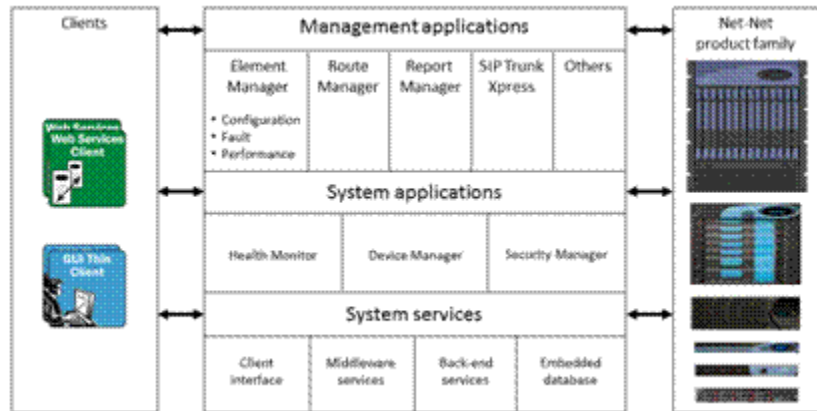 Clients
Web Services
Web Services
Client
GUI Thin
Client
Management applications
Element
Manager
• Configuration
• Fault
• Performance
Route
Manager
Report
Manager
SIP Trunk
Xpress
Others
System applications
Health Monitor
Device Manager
Security Manager
System services
Client
interface
Middleware
services
Back-end
services
Embedded
database
Net-Net
product family